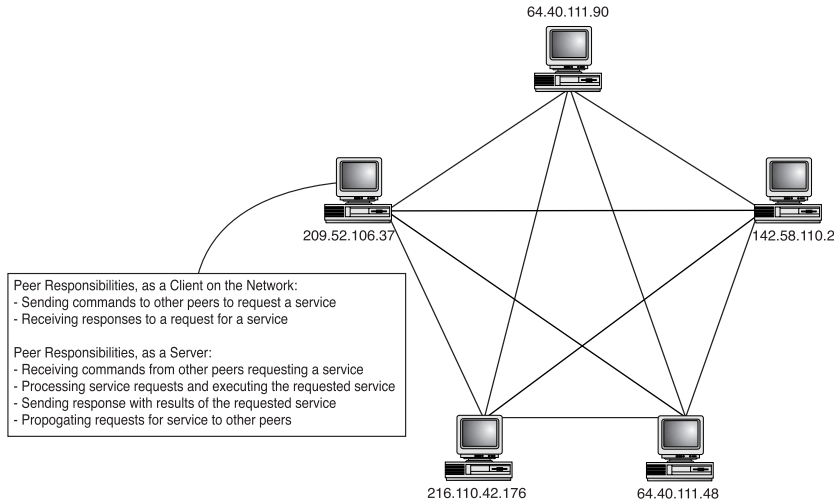 64.40.111.90
209.52.106.37
142.58.110.2
Peer Responsibilities, as a Client on the Network:
- Sending commands to other peers to request a service
- Receiving responses to a request for a service
Peer Responsibilities, as a Server:
- Receiving commands from other peers requesting a service
- Processing service requests and executing the requested service
- Sending response with results of the requested service
- Propogating requests for service to other peers
216.110.42.176
64.40.111.48